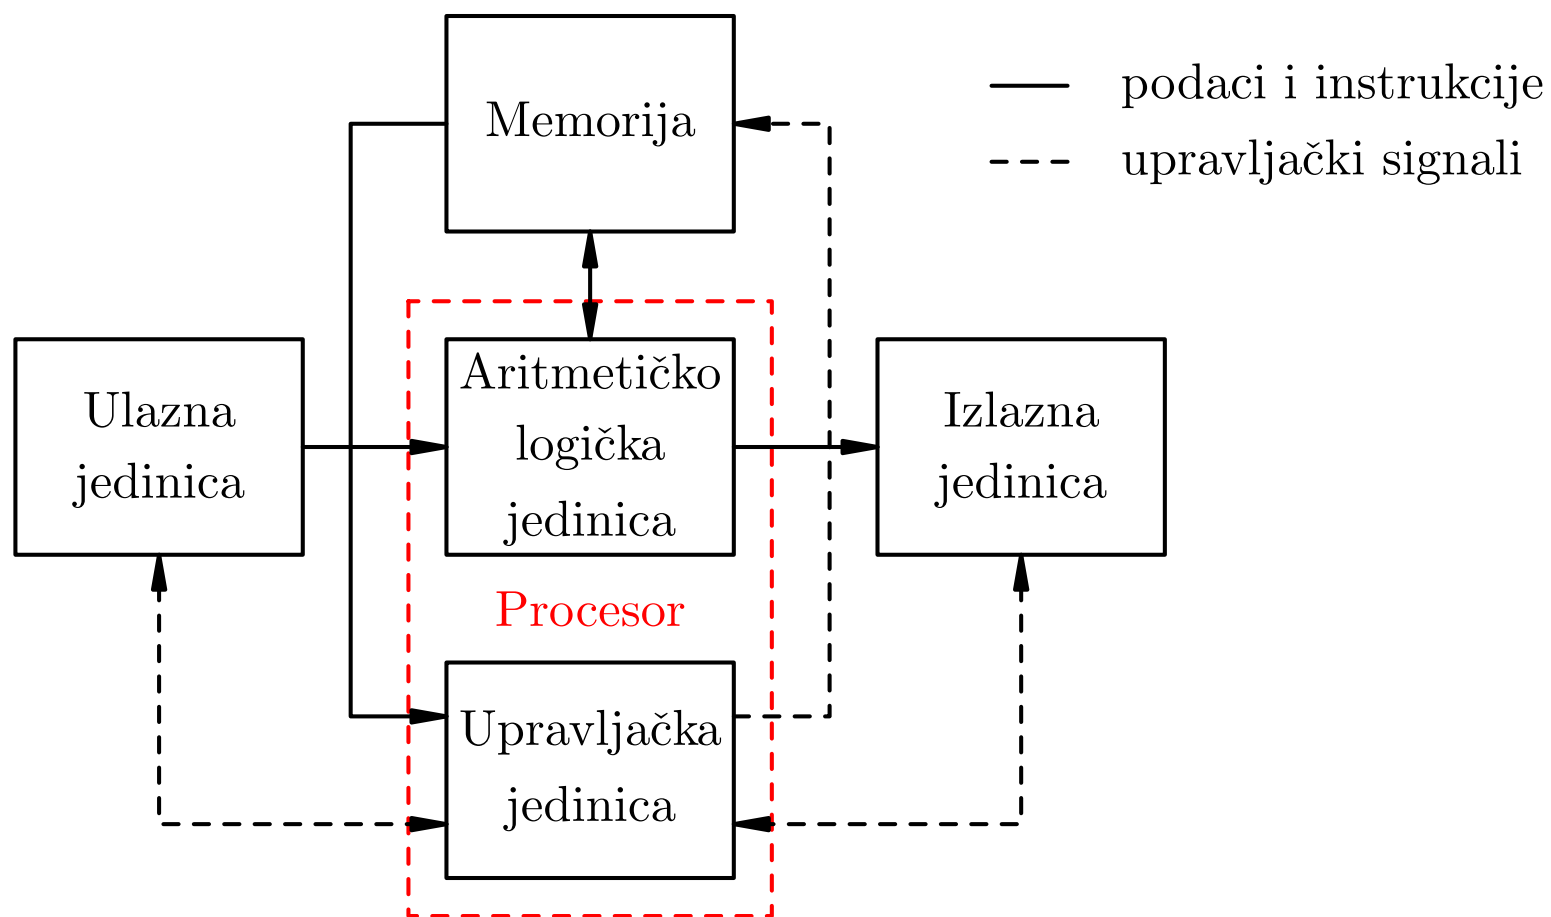 Memorija
podaci i instrukcije
upravljački signali
Ulazna
jedinica
Aritmetičko
logička
jedinica
Izlazna
jedinica
Procesor
Upravljačka
jedinica